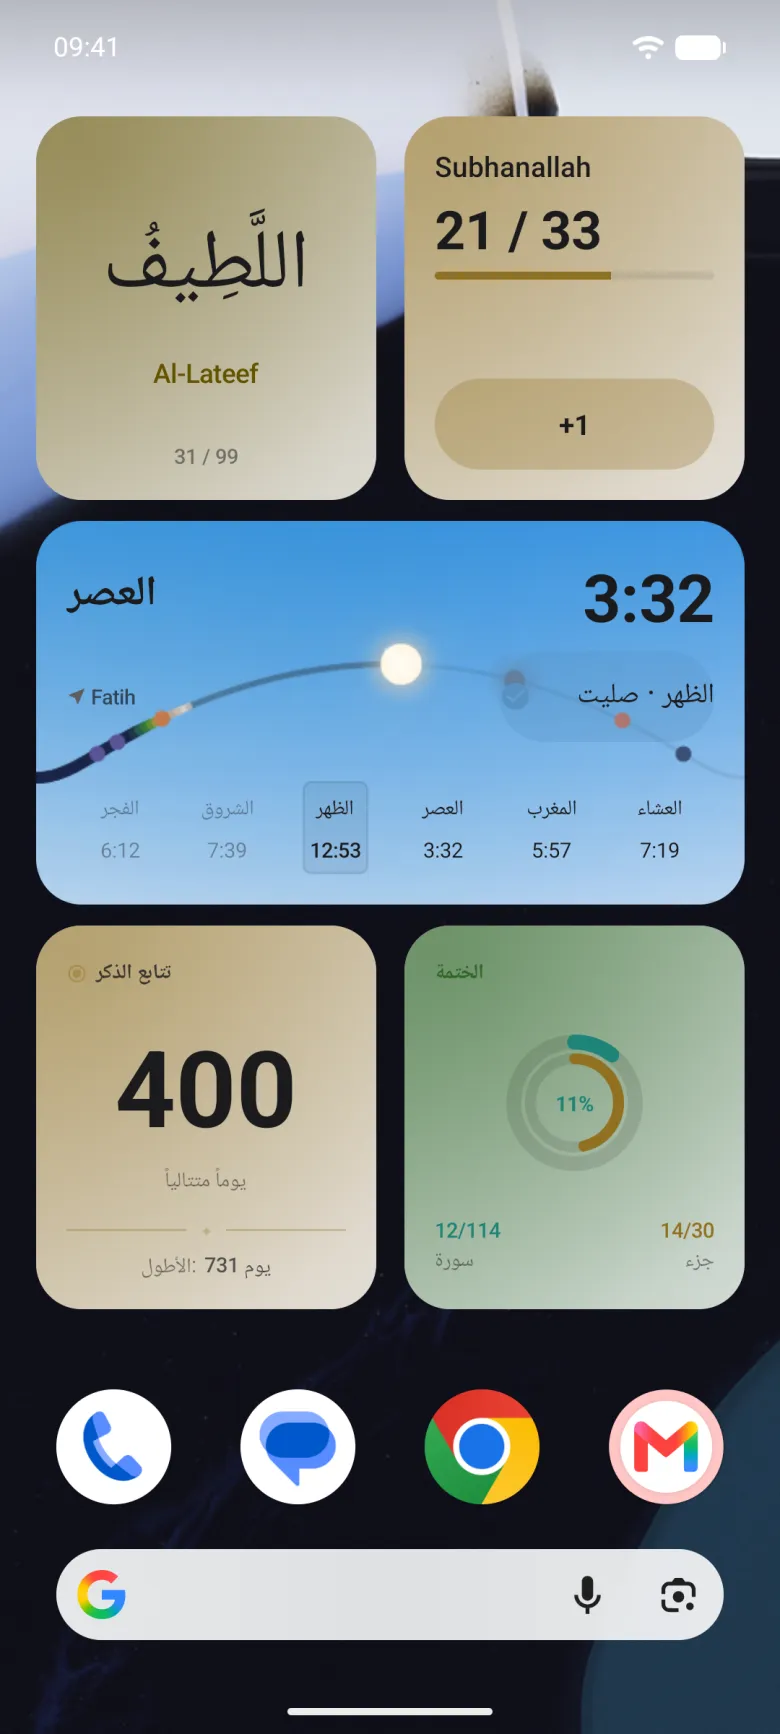 09:41
اللَّطِيفُ
Al-Lateef
31 / 99
Subhanallah
21 / 33
+1
العصر
3:32
Fatih
الظهر · صليت
الفجر الشروق الظهر العصر المغرب العشاء
6:12 7:39 12:53 3:32 5:57 7:19
تتابع الذكر
400
يوماً متتالياً
الأطول: 731 يوم
الختمة
11%
12/114
سورة
14/30
جزء